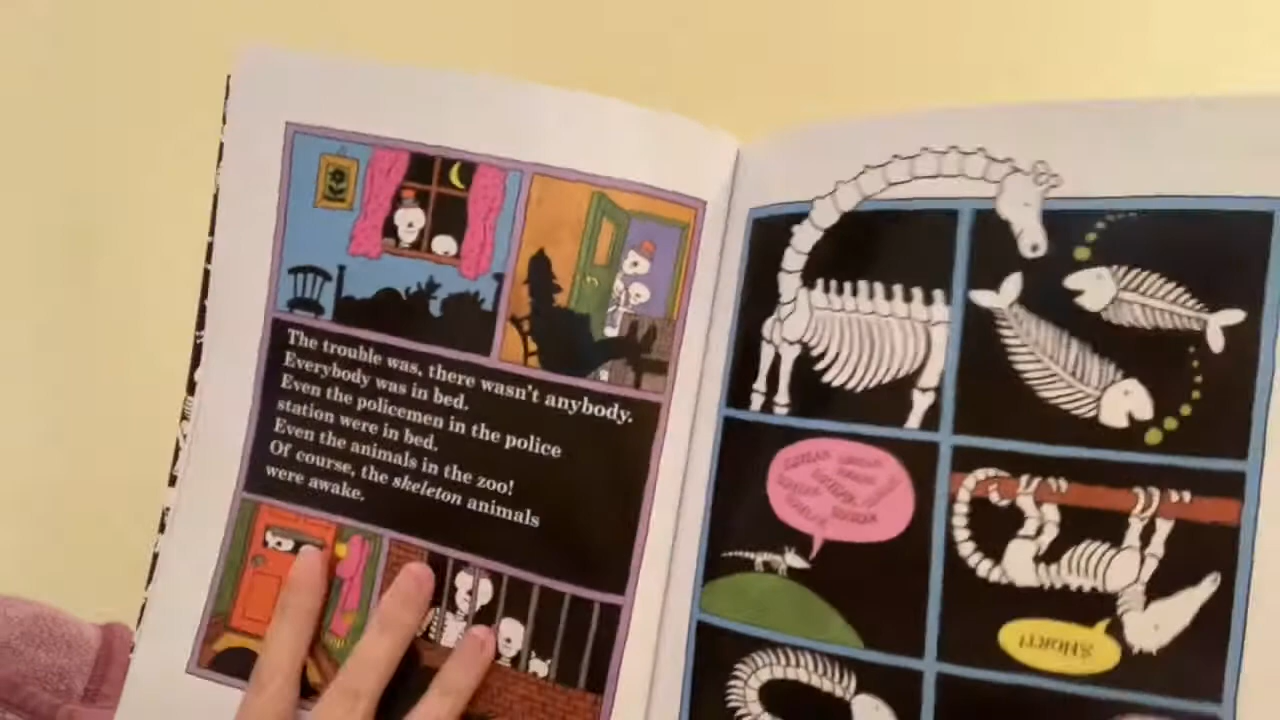 The trouble was, there wasn't anybody.
Everybody was in bed.
Even the policemen in the police
station were in bed.
Even the animals in the zoo!
Of course, the skeleton animals
were awake.
SNORT!